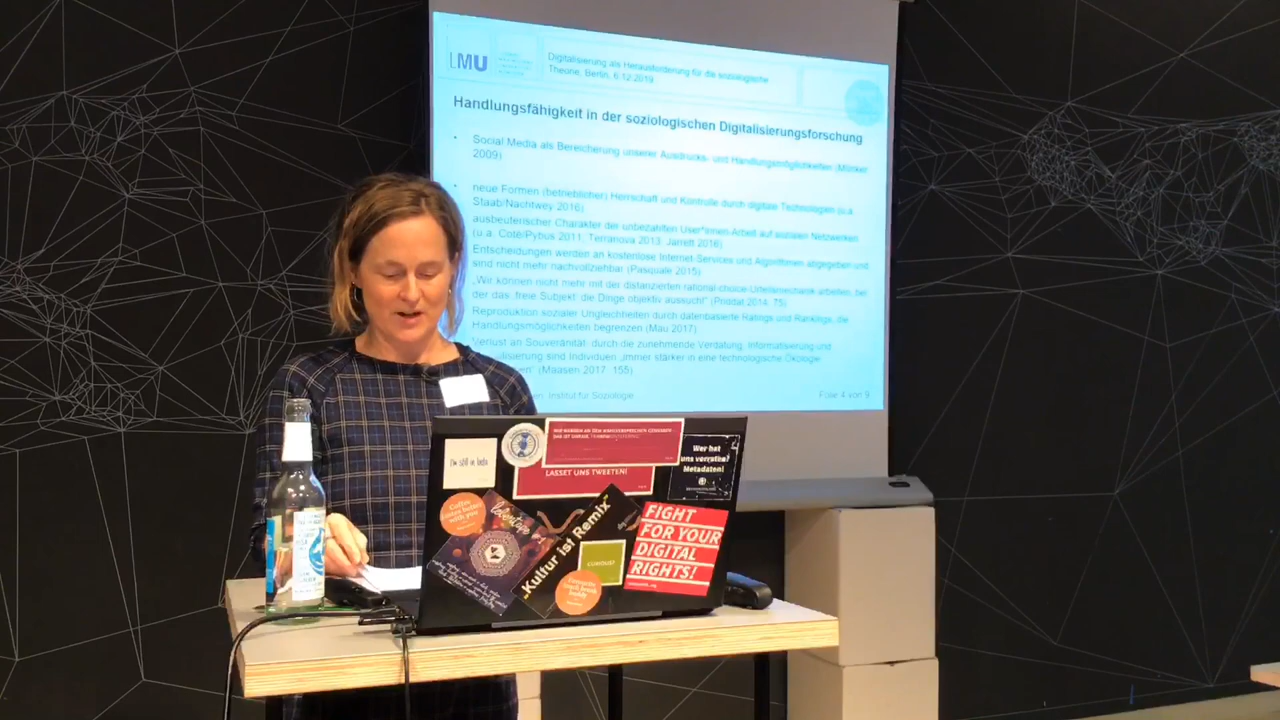 LMU
Digitalisierung als Herausforderung für die soziologische
Theorie, Berlin, 6.12.2019
Handlungsfähigkeit in der soziologischen Digitalisierungsforschung
• Social Media als Bereicherung unserer Ausdrucks- und Handlungsmöglichkeiten (Münker
2009)
• neue Formen (betrieblicher) Herrschaft und Kontrolle durch digitale Technologien (u.a.
Staab/Nachtwey 2016)
ausbeuterischer Charakter der unbezahlten User*innen-Arbeit auf sozialen Netzwerken
(u.a. Coté/Pybus 2011; Terranova 2013; Jarrett 2016)
Entscheidungen werden an kostenlose Internet-Services und Algorithmen abgegeben und
sind nicht mehr nachvollziehbar (Pasquale 2015)
„Wir können nicht mehr mit der distanzierten rational-choice-Urteilsmechanik arbeiten, bei
der das ‚freie Subjekt' die Dinge objektiv aussucht" (Priddat 2014: 75)
Reproduktion sozialer Ungleichheiten durch datenbasierte Ratings und Rankings, die
Handlungsmöglichkeiten begrenzen (Mau 2017)
Verlust an Souveränität: durch die zunehmende Verdatung, Informatisierung und
alisierung sind Individuen „immer stärker in eine technologische Ökologie
(Maasen 2017: 155)
Institut für Soziologie
Folie 4 von 9
I'm still in beta
LASSET UNS TWEETEN!
Wer hat
uns verraten?
Metadaten!
Coffee
tastes better
with you
„Kultur ist Remix"
CURIOUS?
FIGHT
FOR YOUR
DIGITAL
RIGHTS!